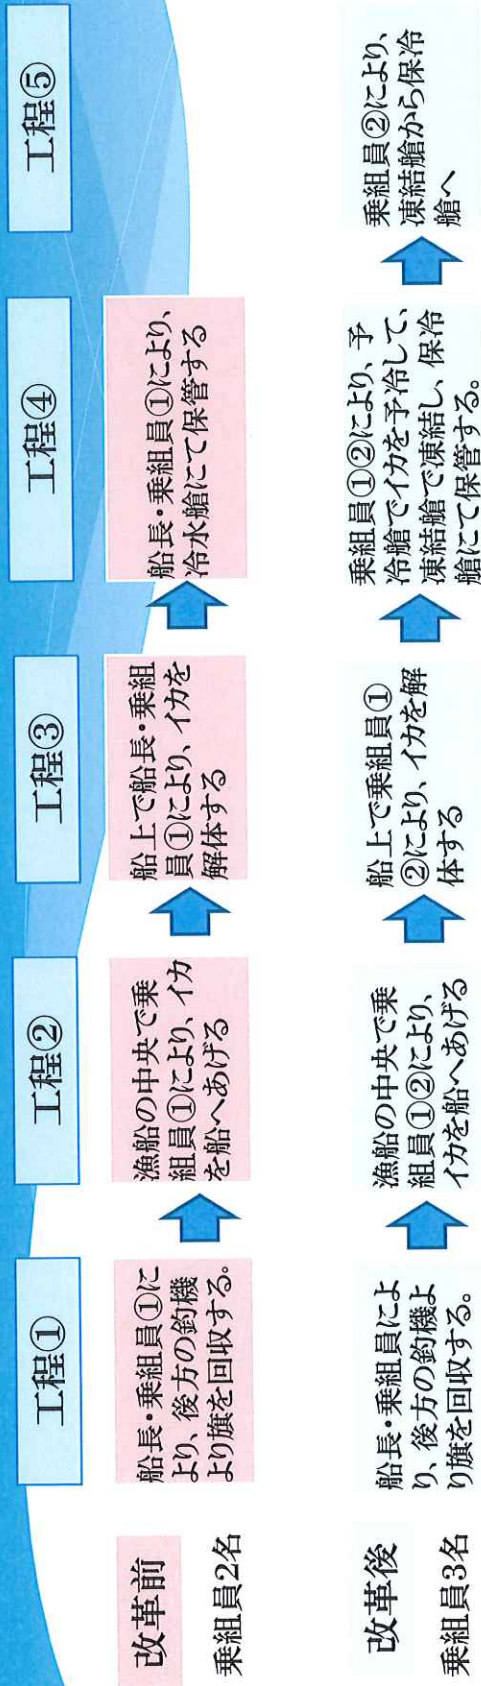 工程①
工程②
工程③
工程④
工程⑤
改革前
乗組員2名
船長・乗組員①に
より、後方の釣機
より旗を回収する。
漁船の中央で乗
組員①により、イカ
を船へあげる
船上で船長・乗組
員①により、イカを
解体する
船長・乗組員①により、
冷水艙にて保管する
改革後
乗組員3名
船長・乗組員によ
り、後方の釣機よ
り旗を回収する。
漁船の中央で乗
組員①②により、
イカを船へあげる
船上で乗組員①
②により、イカを解
体する
乗組員①②により、予
冷艙でイカを予冷して、
凍結艙で凍結し、保冷
艙にて保管する。
乗組員②により、
凍結艙から保冷
艙へ